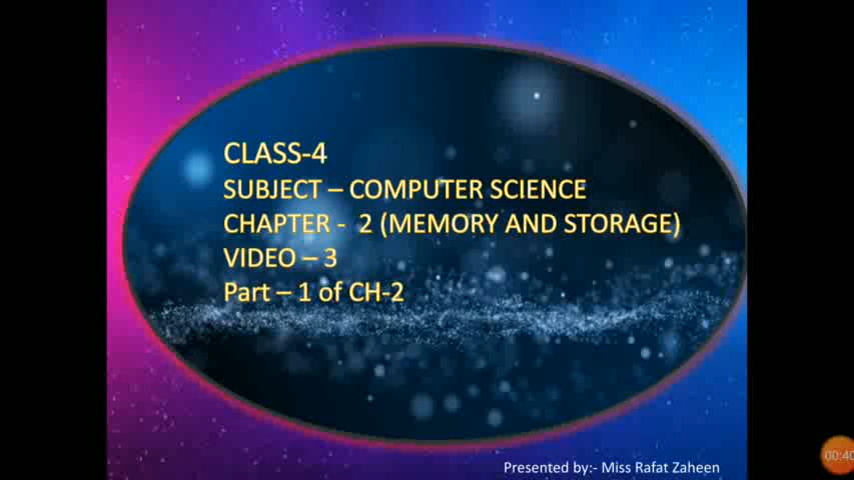 CLASS-4
SUBJECT – COMPUTER SCIENCE
CHAPTER - 2 (MEMORY AND STORAGE)
VIDEO – 3
Part – 1 of CH-2
Presented by:- Miss Rafat Zaheen
00:40